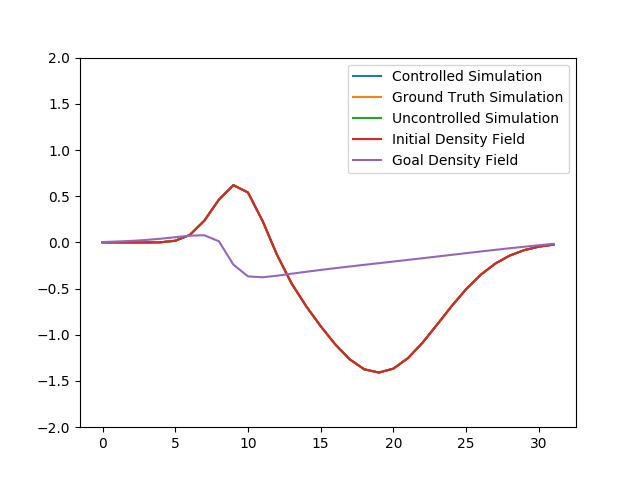 2.0
1.5
1.0
0.5
0.0
−0.5
−1.0
−1.5
−2.0
Controlled Simulation
Ground Truth Simulation
Uncontrolled Simulation
Initial Density Field
Goal Density Field
0 5 10 15 20 25 30